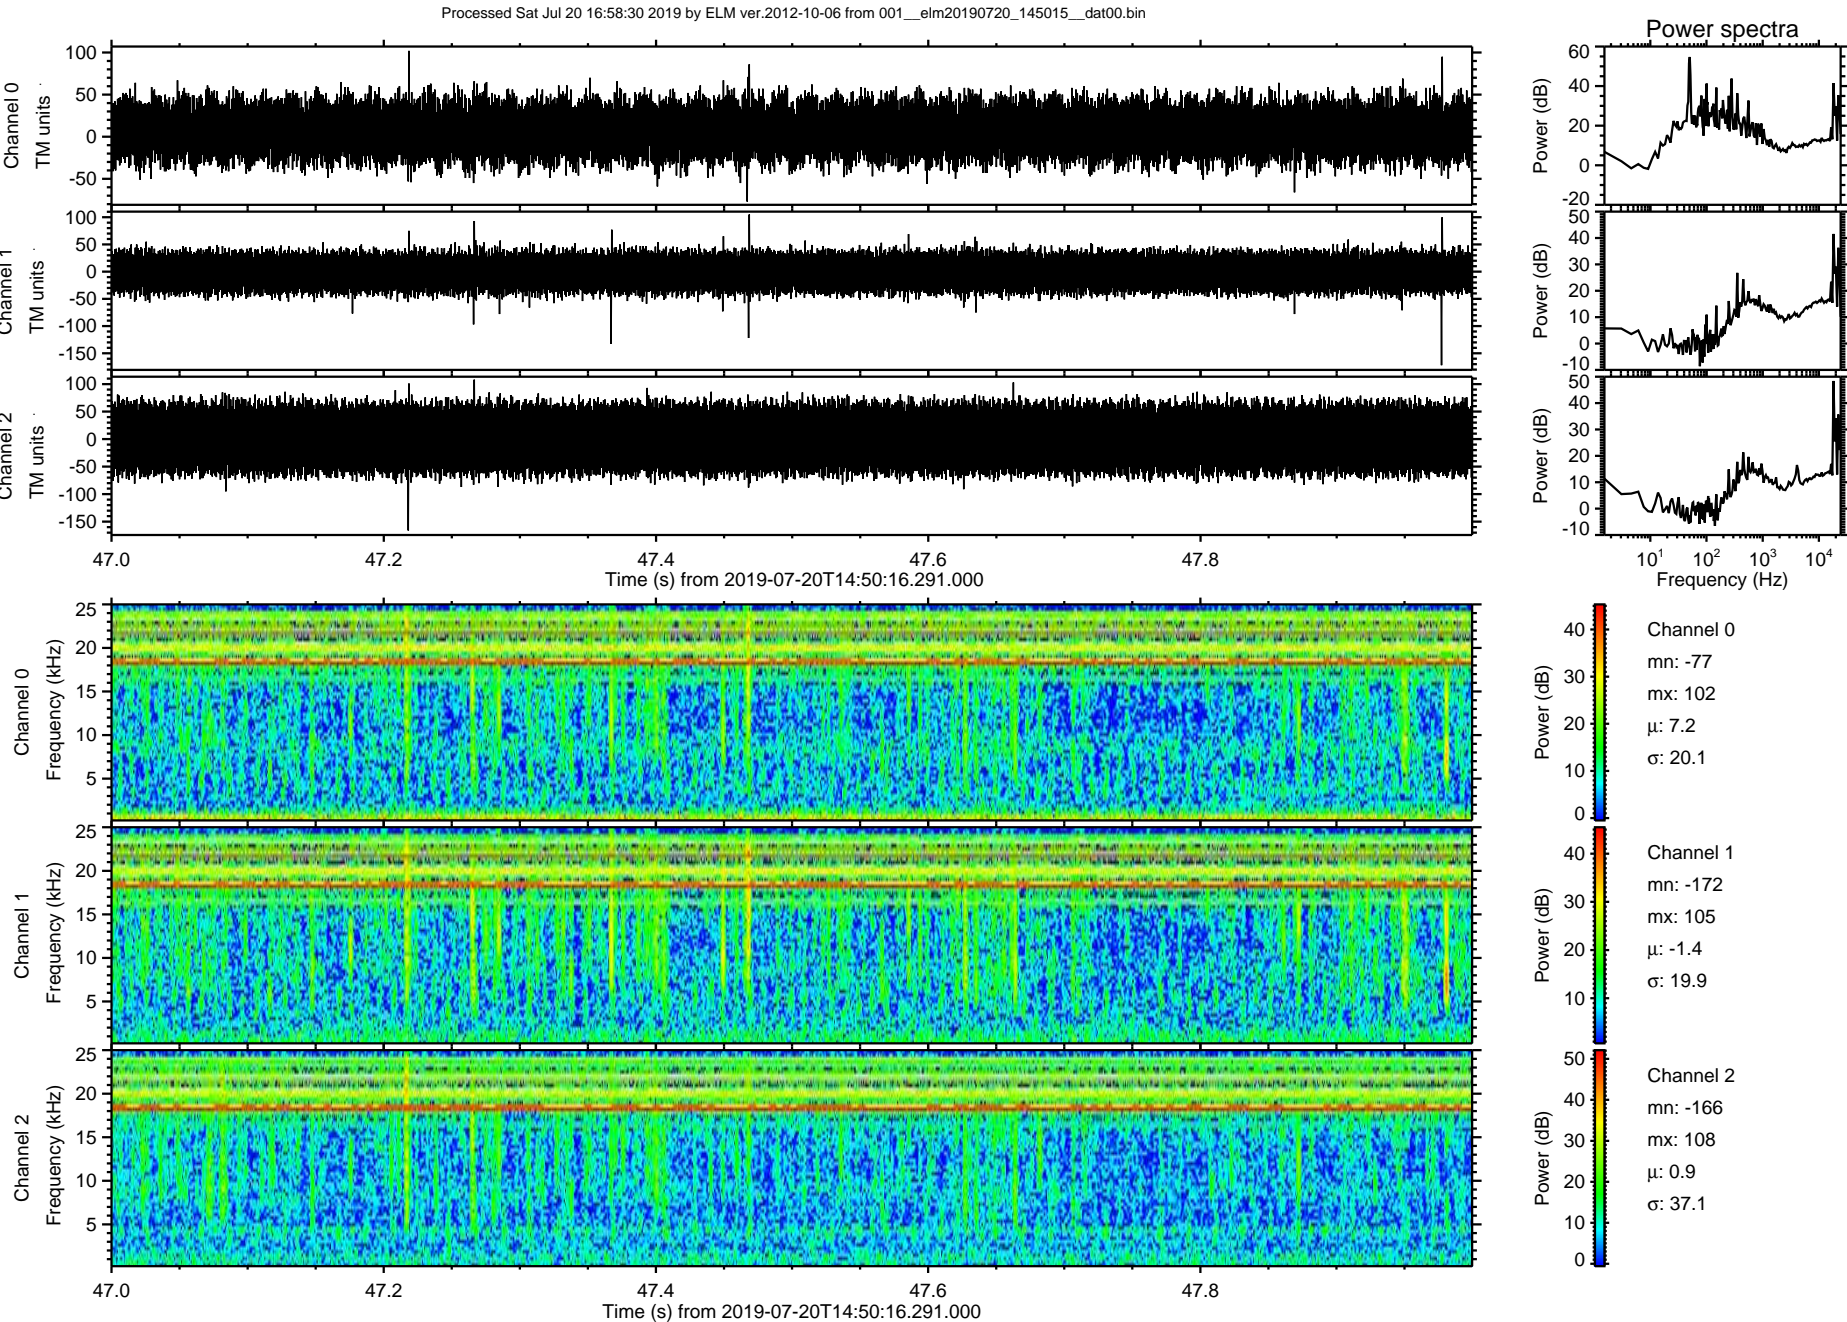 Processed Sat Jul 20 16:58:30 2019 by ELM ver.2012-10-06 from 001__elm20190720_145015__dat00.bin
Power spectra
Channel 0
TM units
100
50
0
-50
Power (dB)
60
40
20
0
-20
Channel 1
TM units
100
50
0
-50
-100
-150
Power (dB)
50
40
30
20
10
0
-10
Channel 2
TM units
100
50
0
-50
-100
-150
Power (dB)
50
40
30
20
10
0
-10
47.0 47.2 47.4 47.6 47.8
Time (s) from 2019-07-20T14:50:16.291.000
10^1 10^2 10^3 10^4
Frequency (Hz)
Channel 0
Frequency (kHz)
25
20
15
10
5
Power (dB)
40
30
20
10
0
Channel 0
mn: -77
mx: 102
μ: 7.2
σ: 20.1
Channel 1
Frequency (kHz)
25
20
15
10
5
Power (dB)
40
30
20
10
Channel 1
mn: -172
mx: 105
μ: -1.4
σ: 19.9
Channel 2
Frequency (kHz)
25
20
15
10
5
Power (dB)
50
40
30
20
10
0
Channel 2
mn: -166
mx: 108
μ: 0.9
σ: 37.1
47.0 47.2 47.4 47.6 47.8
Time (s) from 2019-07-20T14:50:16.291.000